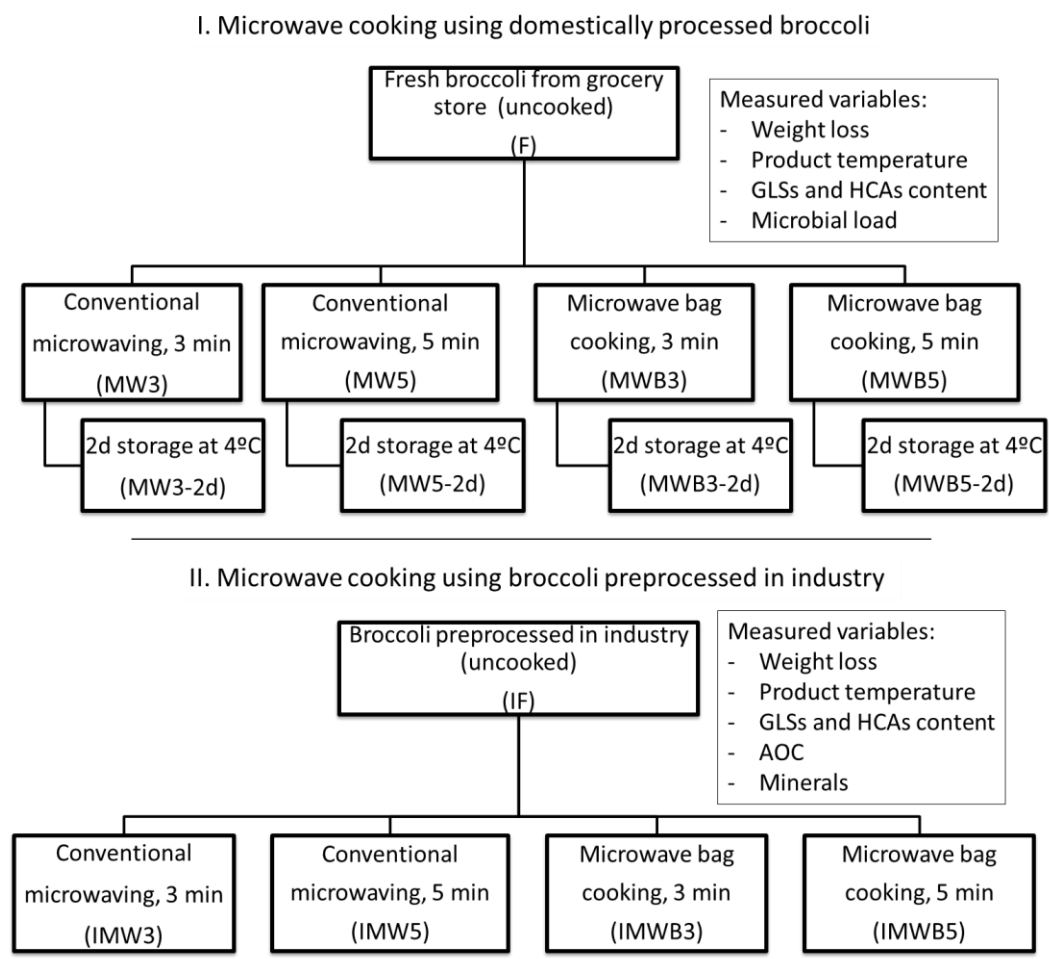 I. Microwave cooking using domestically processed broccoli
Fresh broccoli from grocery
store (uncooked)
(F)
Measured variables:
- Weight loss
- Product temperature
- GLSs and HCAs content
- Microbial load
Conventional
microwaving, 3 min
(MW3)
Conventional
microwaving, 5 min
(MW5)
Microwave bag
cooking, 3 min
(MWB3)
Microwave bag
cooking, 5 min
(MWB5)
2d storage at 4ºC
(MW3-2d)
2d storage at 4ºC
(MW5-2d)
2d storage at 4ºC
(MWB3-2d)
2d storage at 4ºC
(MWB5-2d)
II. Microwave cooking using broccoli preprocessed in industry
Broccoli preprocessed in industry
(uncooked)
(IF)
Measured variables:
- Weight loss
- Product temperature
- GLSs and HCAs content
- AOC
- Minerals
Conventional
microwaving, 3 min
(IMW3)
Conventional
microwaving, 5 min
(IMW5)
Microwave bag
cooking, 3 min
(IMWB3)
Microwave bag
cooking, 5 min
(IMWB5)